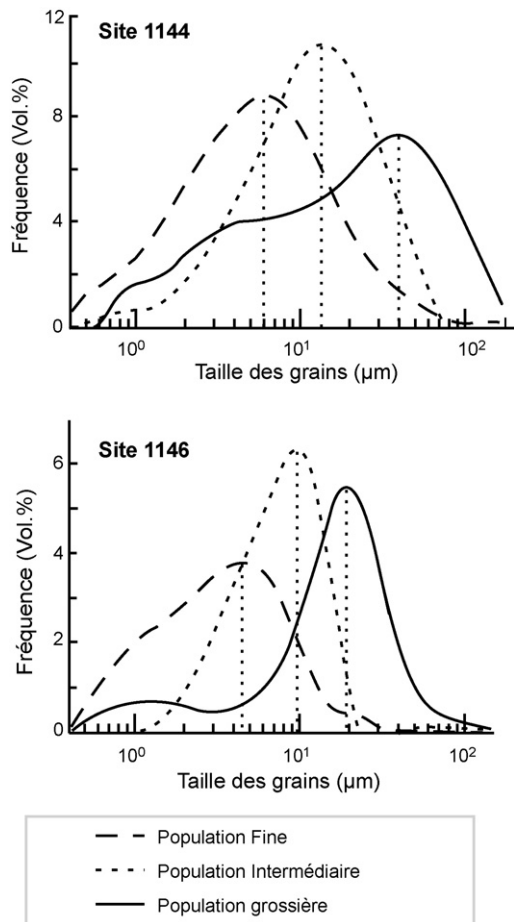 Site 1144
Fréquence (Vol.%)
12
8
4
0
10⁰ 10¹ 10²
Taille des grains (µm)
Site 1146
Fréquence (Vol.%)
6
4
2
0
10⁰ 10¹ 10²
Taille des grains (µm)
Population Fine
Population Intermédiaire
Population grossière